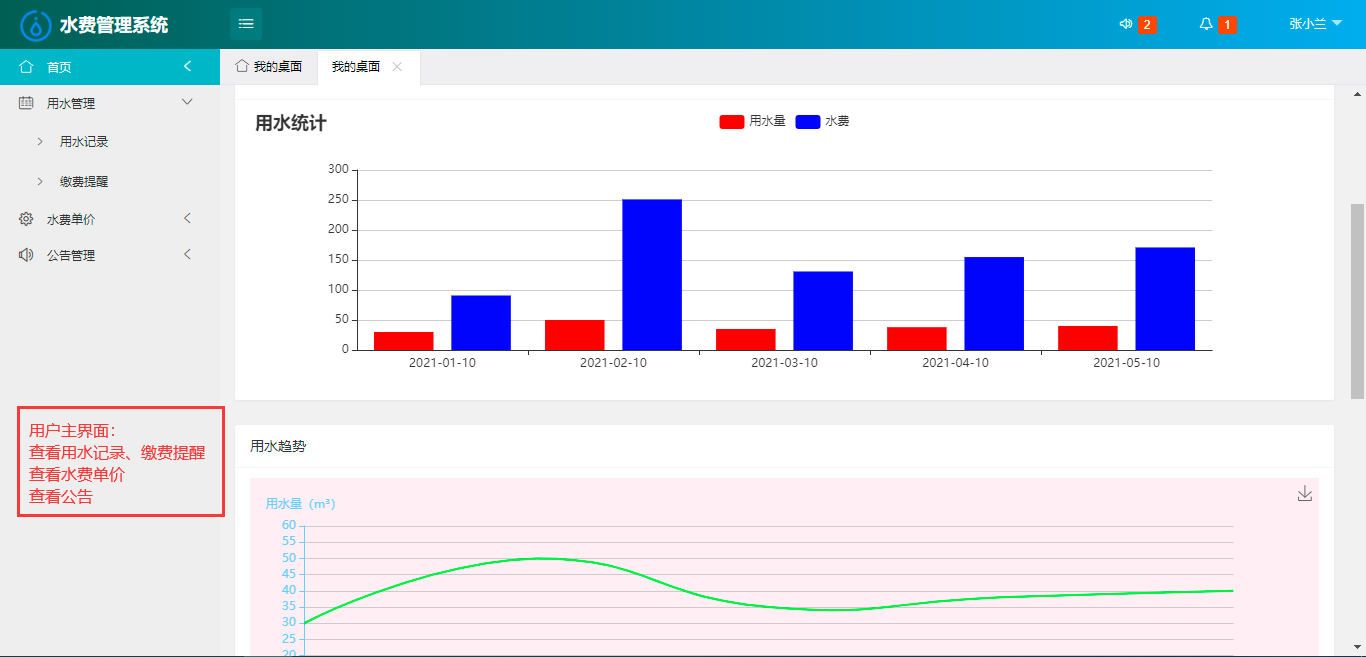 水费管理系统
2
1
张小兰
首页
我的桌面
我的桌面
用水管理
用水记录
缴费提醒
水费单价
公告管理
用水统计
用水量
水费
300
250
200
150
100
50
0
2021-01-10
2021-02-10
2021-03-10
2021-04-10
2021-05-10
用户主界面：
查看用水记录、缴费提醒
查看水费单价
查看公告
用水趋势
用水量（m³）
60
55
50
45
40
35
30
25
20